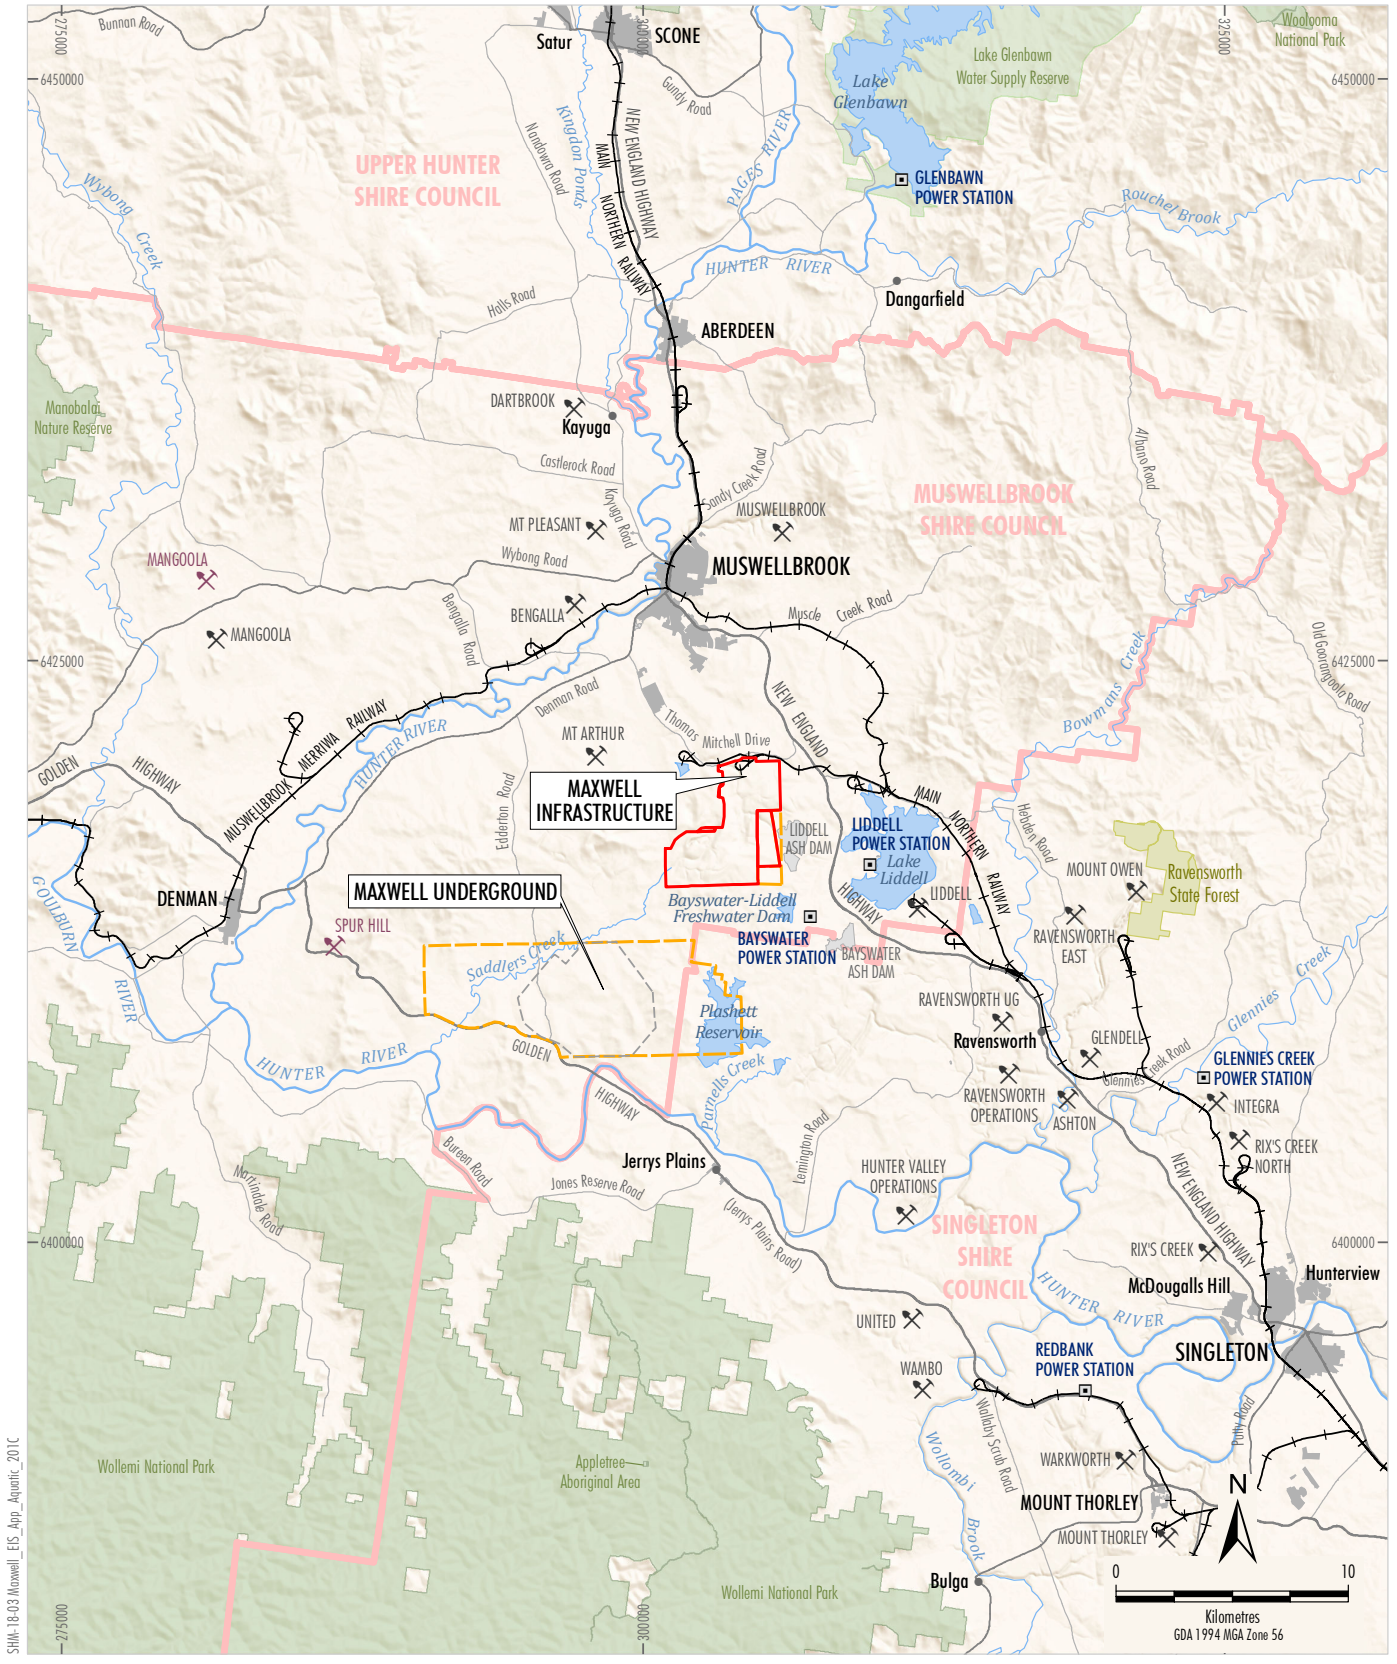 275000
300000
325000
Bunnan Road
Satur
SCONE
Woolooma
National Park
Lake Glenbawn
Water Supply Reserve
6450000
6450000
Lake
Glenbawn
Gundy Road
Kingdon Ponds
Nandowra Road
NEW ENGLAND HIGHWAY
MAIN NORTHERN RAILWAY
PAGES RIVER
UPPER HUNTER
SHIRE COUNCIL
Wybong Creek
GLENBAWN
POWER STATION
Rouchel Brook
HUNTER RIVER
Dangarfield
Halls Road
ABERDEEN
Manobalai
Nature Reserve
DARTBROOK
Kayuga
Castlerock Road
Kayuga Road
Sandy Creek Road
Albano Road
MUSWELLBROOK
SHIRE COUNCIL
MT PLEASANT
MUSWELLBROOK
Wybong Road
MANGOOLA
MUSWELLBROOK
BENGALLA
Bengalla Road
MANGOOLA
Muscle Creek Road
Old Goorangoola Road
6425000
6425000
Bowmans Creek
Denman Road
NEW ENGLAND
HIGHWAY
Thomas Mitchell Drive
MT ARTHUR
HUNTER RIVER
MUSWELLBROOK MERRIWA RAILWAY
GOLDEN HIGHWAY
Edderton Road
MAXWELL
INFRASTRUCTURE
MAIN NORTHERN RAILWAY
Hebden Road
LIDDELL
ASH DAM
LIDDELL
POWER STATION
Lake
Liddell
LIDDELL
MOUNT OWEN
Ravensworth
State Forest
MAXWELL UNDERGROUND
DENMAN
GOULBURN RIVER
SPUR HILL
Bayswater-Liddell
Freshwater Dam
BAYSWATER
POWER STATION
BAYSWATER
ASH DAM
RAVENSWORTH
EAST
Saddlers Creek
Glennies Creek
RAVENSWORTH UG
Plashett
Reservoir
Ravensworth
GLENDELL
Glennies Creek Road
GLENNIES CREEK
POWER STATION
GOLDEN
HIGHWAY
HUNTER RIVER
Parnells Creek
RAVENSWORTH
OPERATIONS
ASHTON
INTEGRA
RIX'S CREEK
NORTH
Lemington Road
Bureen Road
Martindale Road
Jerrys Plains
Jones Reserve Road
(Jerrys Plains Road)
HUNTER VALLEY
OPERATIONS
NEW ENGLAND HIGHWAY
SINGLETON
SHIRE
COUNCIL
6400000
6400000
RIX'S CREEK
McDougalls Hill
Hunterview
HUNTER RIVER
UNITED
SINGLETON
REDBANK
POWER STATION
WAMBO
Wallaby Scrub Road
Putty Road
Wollombi Brook
WARKWORTH
MOUNT THORLEY
MOUNT THORLEY
Wollemi National Park
Appletree
Aboriginal Area
Wollemi National Park
Bulga
N
0
10
Kilometres
GDA 1994 MGA Zone 56
275000
300000
SHM-18-03 Maxwell_EIS_App_Aquatic_201C